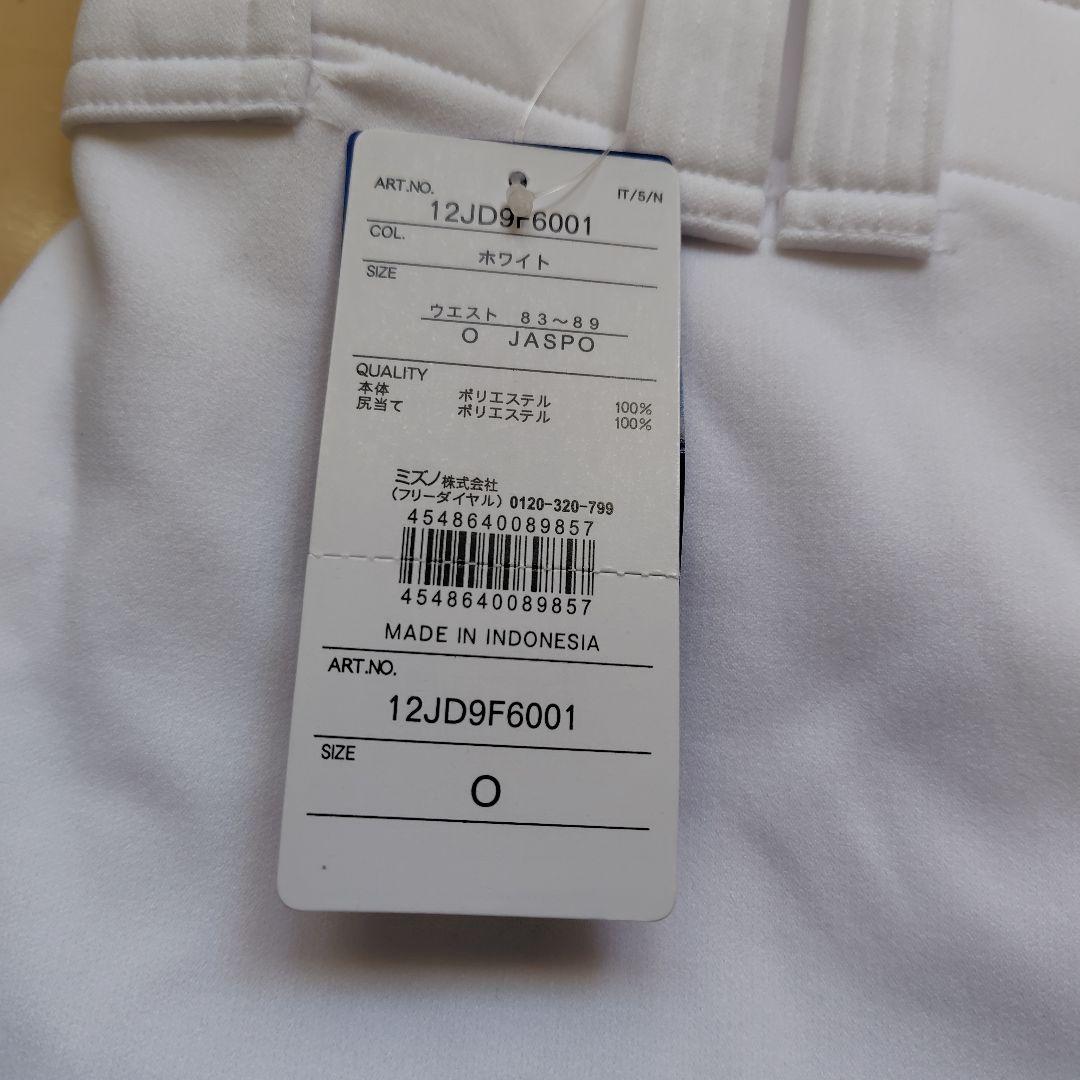 ART.NO.
IT/5/N
12JD9F6001
COL.
ホワイト
SIZE
ウエスト 83〜89
O JASPO
QUALITY
本体 ポリエステル 100%
尻当て ポリエステル 100%
ミズノ株式会社
(フリーダイヤル) 0120-320-799
4548640089857
4548640089857
MADE IN INDONESIA
ART.NO.
12JD9F6001
SIZE
O